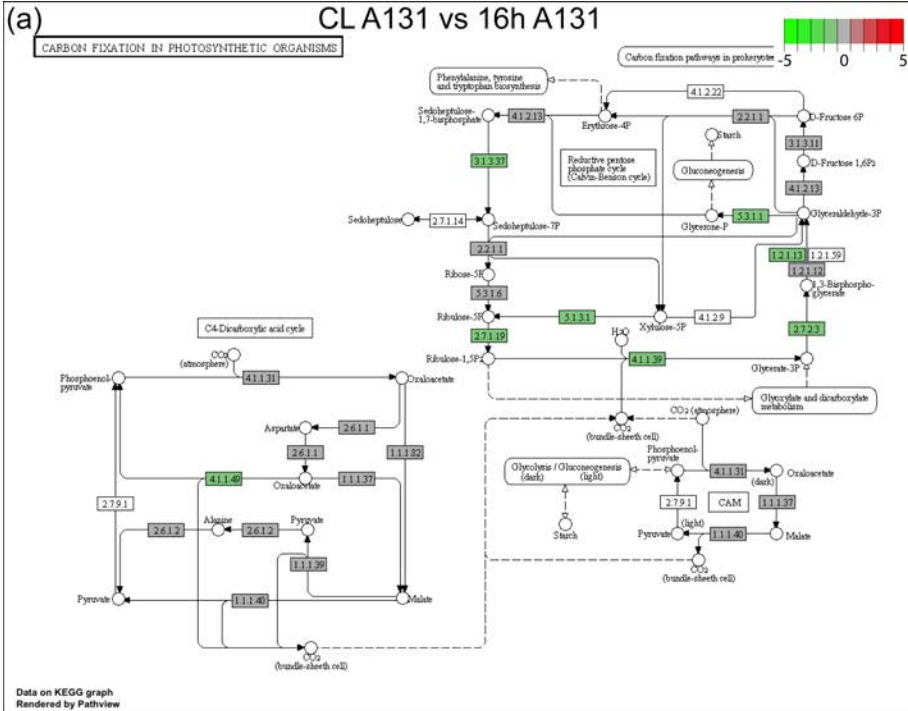 (a)
CL A131 vs 16h A131
CARBON FIXATION IN PHOTOSYNTHETIC ORGANISMS
Carbon fixation pathways in prokaryotes
-5 0 5
Phenylalanine, tyrosine
and tryptophan biosynthesis
4.1.2.22
Sedoheptulose-
1,7-bisphosphate
4.1.2.13
Erythrose-4P
2.2.1.1
D-Fructose 6P
Starch
3.1.3.11
3.1.3.37
Reductive pentose
phosphate cycle
(Calvin-Benison cycle)
Gluconeogenesis
D-Fructose 1,6P2
4.1.2.13
Sedoheptulose
2.7.1.14
Sedoheptulose-7P
Glycerone-P
5.3.1.1
Glyceraldehyde-3P
2.2.1.1
1.2.1.13
1.2.1.59
1.2.1.12
Ribose-5P
1,3-Bisphospho-
glycerate
5.3.1.6
Ribulose-5P
5.1.3.1
Xylulose-5P
4.1.2.9
2.7.1.19
H2O
2.7.2.3
Ribulose-1,5P2
4.1.1.39
Glycerate-3P
Glyoxylate and dicarboxylate
metabolism
C4-Dicarboxylic acid cycle
CO2
(atmosphere)
Phosphoenol-
pyruvate
4.1.1.31
Oxaloacetate
Aspartate
2.6.1.1
2.6.1.1
1.1.1.82
4.1.1.49
Oxaloacetate
1.1.1.37
2.7.9.1
Alanine
Pyruvate
2.6.1.2
2.6.1.2
1.1.1.39
Pyruvate
1.1.1.40
Malate
CO2
(bundle-sheeth cell)
CO2 (atmosphere)
CO2
(bundle-sheeth cell)
Phosphoenol-
pyruvate
Glycolysis / Gluconeogenesis
(dark) (light)
4.1.1.31
Oxaloacetate
(dark)
2.7.9.1
CAM
1.1.1.37
Starch
(light)
Pyruvate
1.1.1.40
Malate
CO2
(bundle-sheeth cell)
Data on KEGG graph
Rendered by Pathview